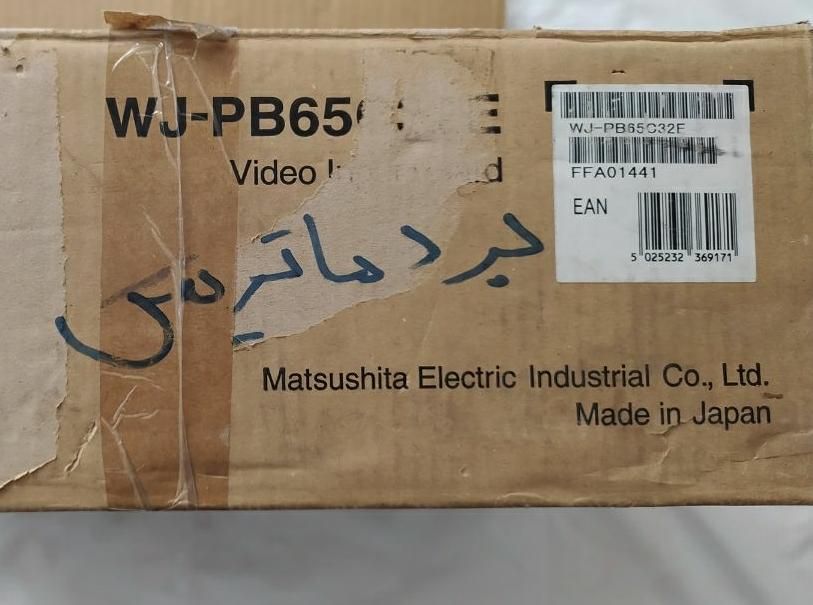 WJ-PB65
Video
WJ-PB65C32E
FFA01441
EAN
5 025232 369171
برد ماتریس
Matsushita Electric Industrial Co., Ltd.
Made in Japan